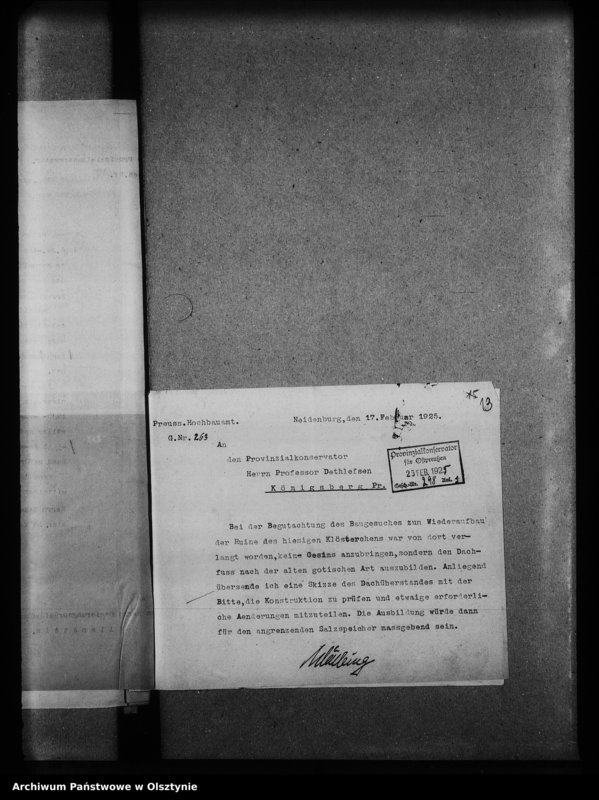 13
Preuss.Hochbauamt.
Neidenburg,den 17.Februar 1925.
G.Nr. 263
An
den Provinzialkonservator
Herrn Professor Dethlefsen
Königsberg Pr.
Provinzialkonservator
für Ostpreußen
25 FEB. 1925
298
Bei der Begutachtung des Baugesuches zum Wiederaufbau
der Ruine des hiesigen Klösterchens war von dort ver-
langt worden,kein Gesims anzubringen,sondern den Dach-
fuss nach der alten gotischen Art auszubilden. Anliegend
übersende ich eine Skizze des Dachüberstandes mit der
Bitte,die Konstruktion zu prüfen und etwaige erforderli-
che Aenderungen mitzuteilen. Die Ausbildung würde dann
für den angrenzenden Salzspeicher massgebend sein.
Archiwum Państwowe w Olsztynie